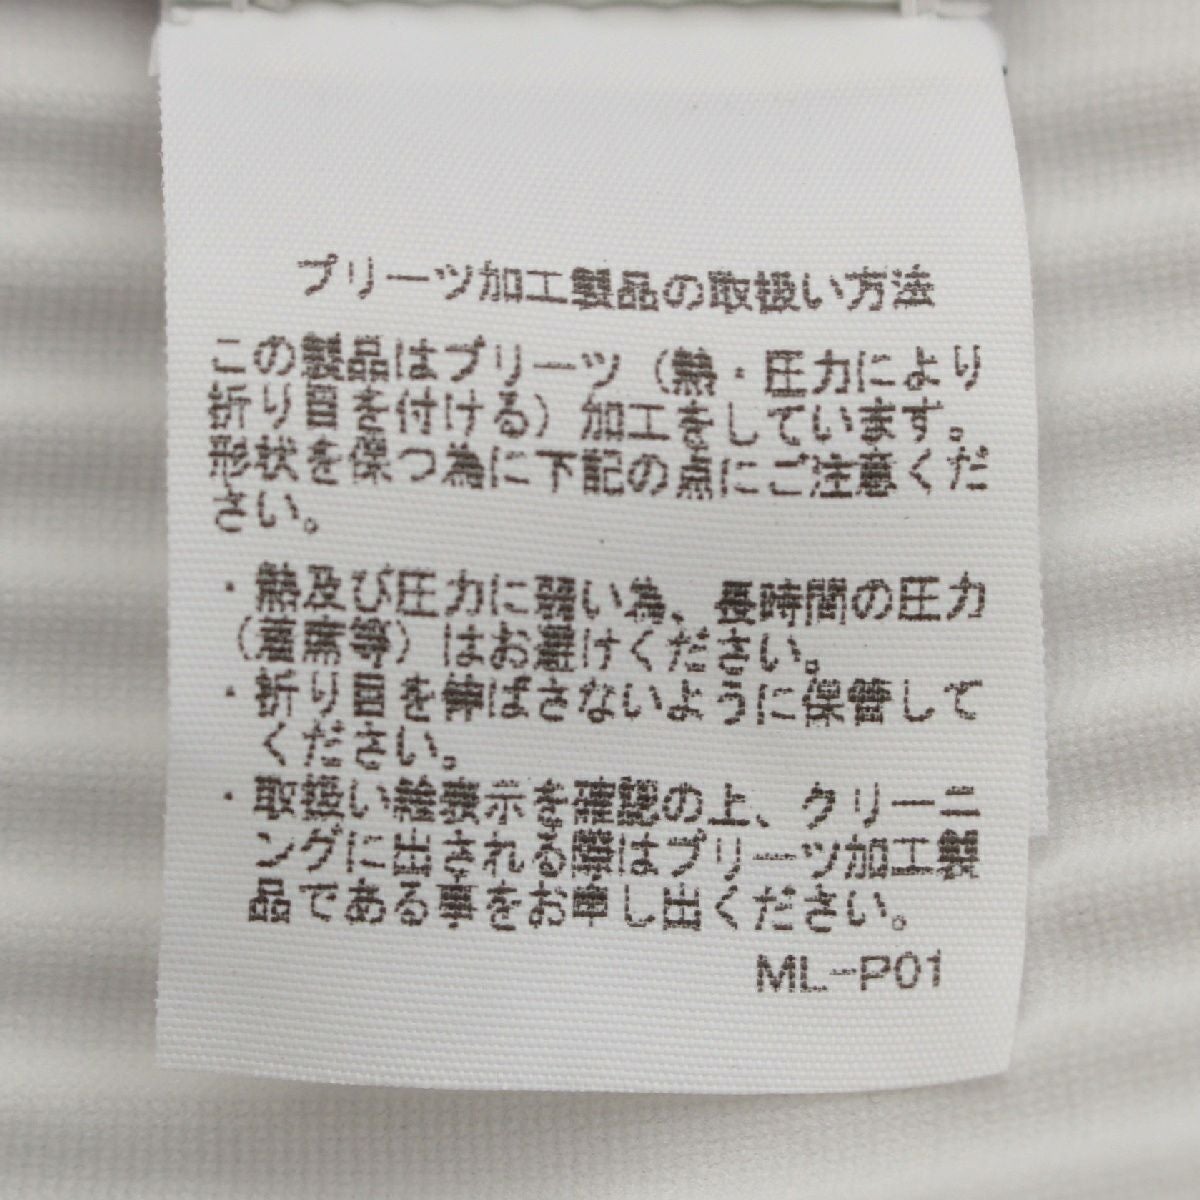 プリーツ加工製品の取扱い方法
この製品はプリーツ（熱・圧力により
折り目を付ける）加工をしています。
形状を保つ為に下記の点にご注意くだ
さい。
・熱及び圧力に弱い為、長時間の圧力
（着席等）はお避けください。
・折り目を伸ばさないように保管して
ください。
・取扱い絵表示を確認の上、クリーニ
ングに出される際はプリーツ加工製
品である事をお申し出ください。
ML-P01